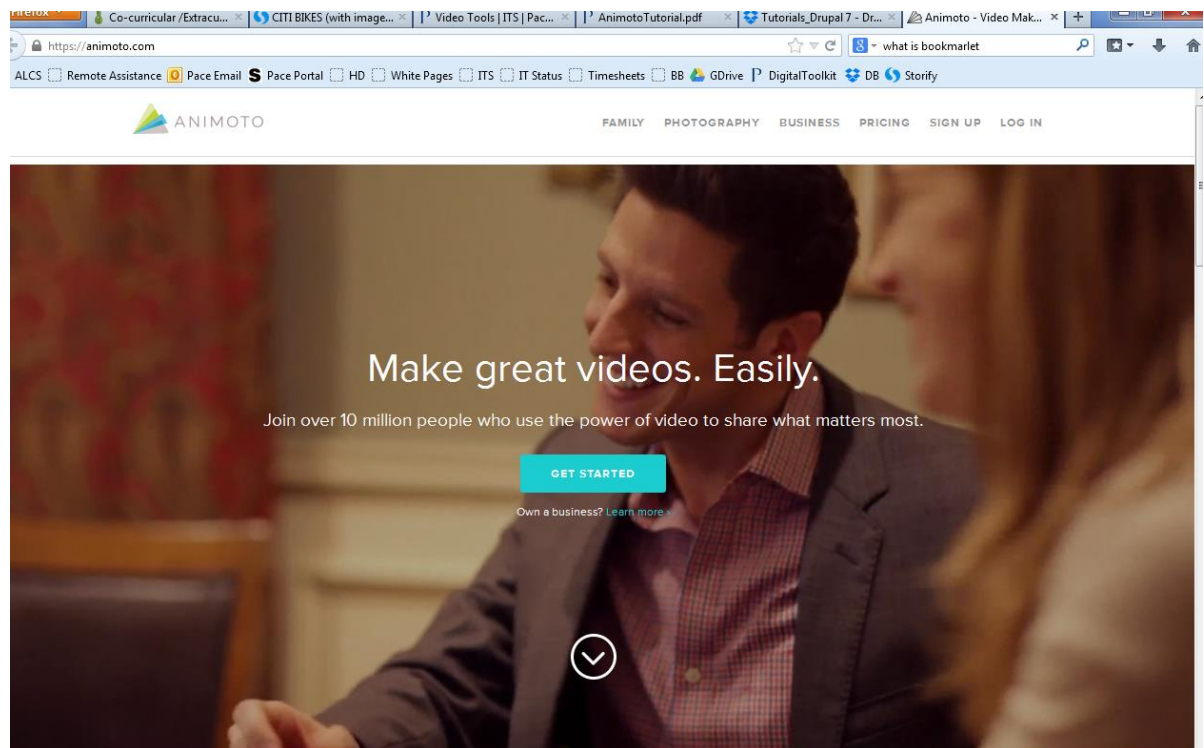 Firefox
Co-curricular /Extracu... CITI BIKES (with image... Video Tools | ITS | Pac... AnimotoTutorial.pdf Tutorials_Drupal 7 - Dr... Animoto - Video Mak...
https://animoto.com what is bookmarlet
ALCS Remote Assistance Pace Email Pace Portal HD White Pages ITS IT Status Timesheets BB GDrive DigitalToolkit DB Storify
ANIMOTO FAMILY PHOTOGRAPHY BUSINESS PRICING SIGN UP LOG IN
Make great videos. Easily.
Join over 10 million people who use the power of video to share what matters most.
GET STARTED
Own a business? Learn more ›